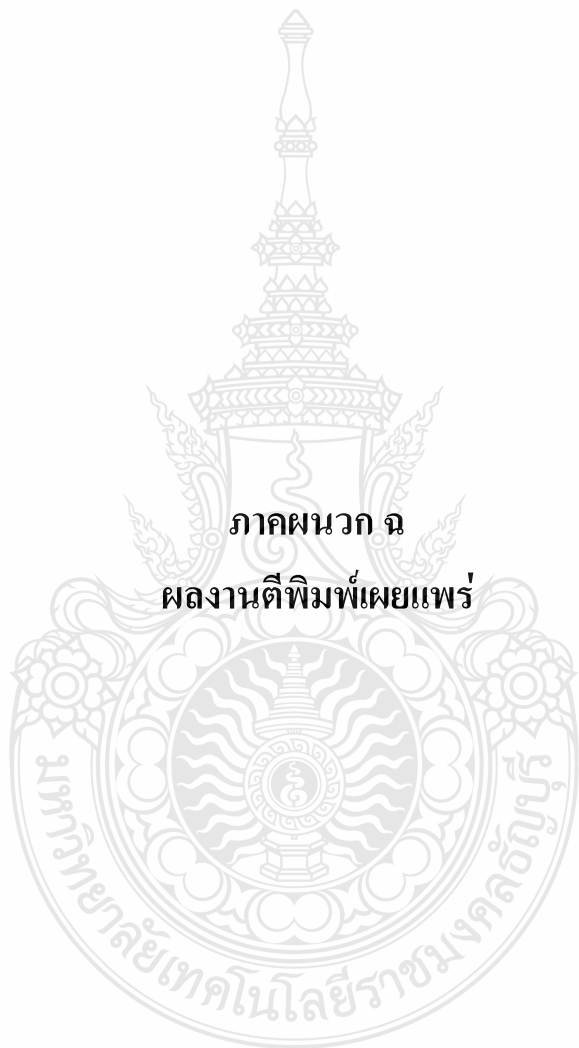 ภาคผนวก ฉ
ผลงานตีพิมพ์เผยแพร่
มหาวิทยาลัยเทคโนโลยีราชมงคลธัญบุรี